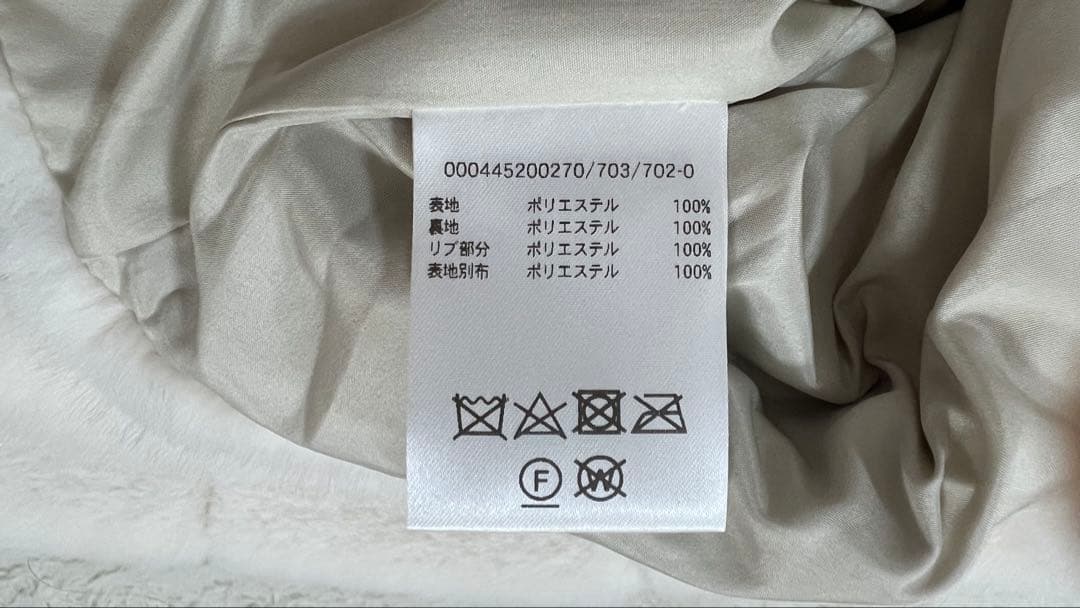 000445200270/703/702-0
表地 ポリエステル 100%
裏地 ポリエステル 100%
リブ部分 ポリエステル 100%
表地別布 ポリエステル 100%
F W